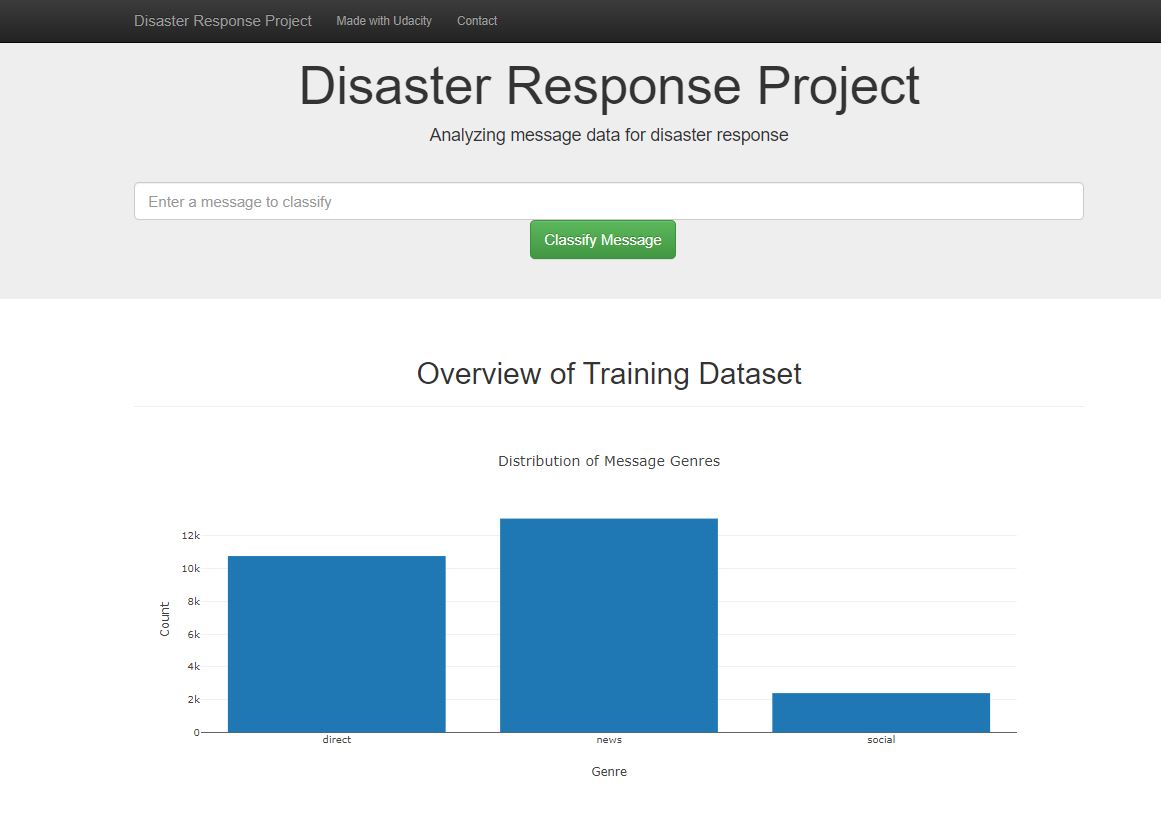 Disaster Response Project Made with Udacity Contact
Disaster Response Project
Analyzing message data for disaster response
Enter a message to classify
Classify Message
Overview of Training Dataset
Distribution of Message Genres
12k
10k
8k
6k
4k
2k
0
Count
direct news social
Genre